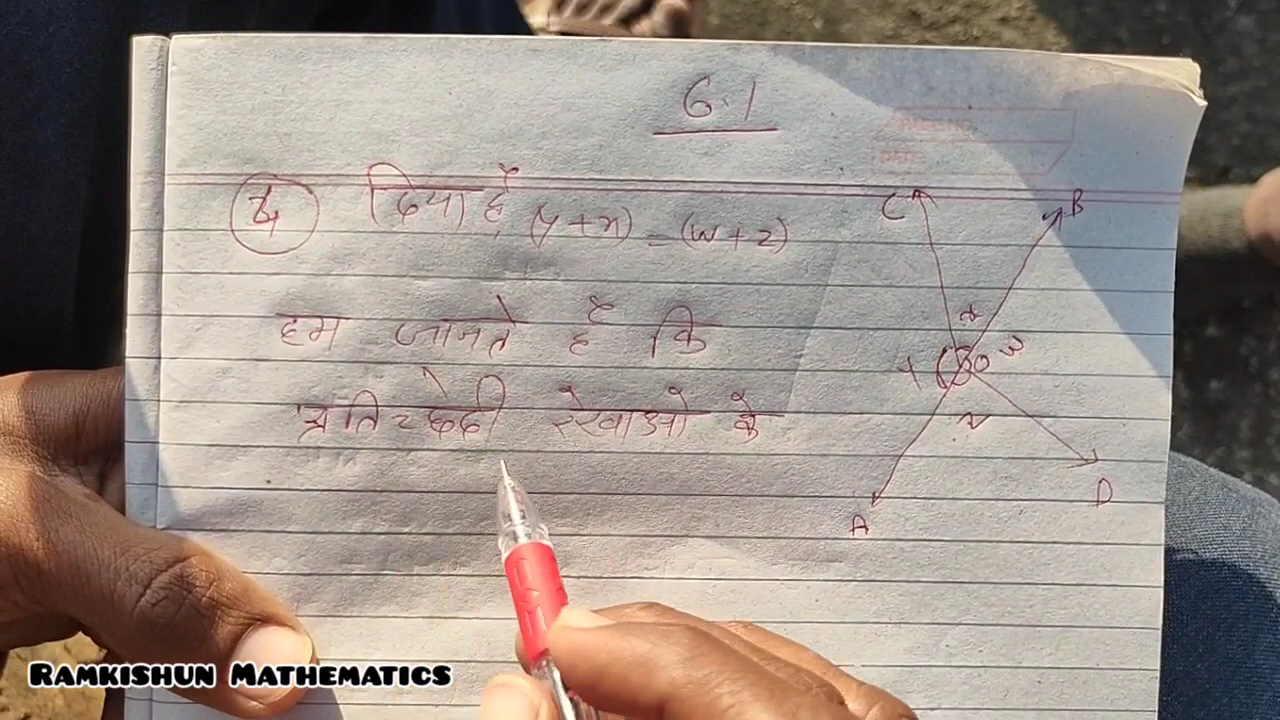 6.1
4 दिया है, (y+x) = (w+z)
हम जानते हैं कि
प्रतिच्छेदी रेखाओ के
C
B
x
y
w
z
A
D
RAMKISHUN MATHEMATICS